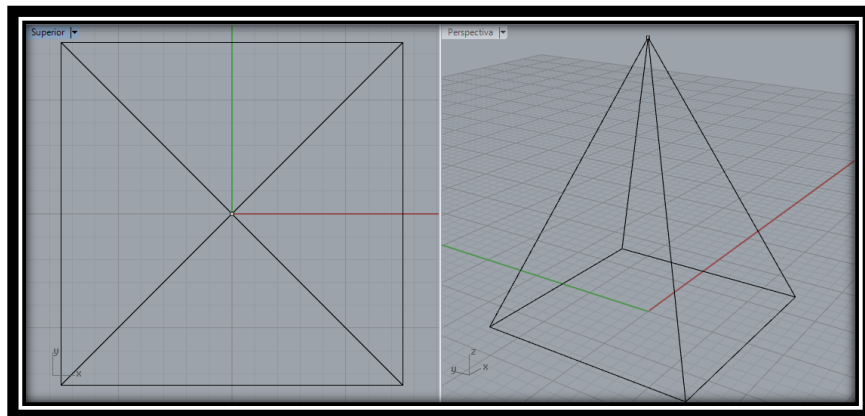 Superior
Perspectiva
y
x
z
y
x